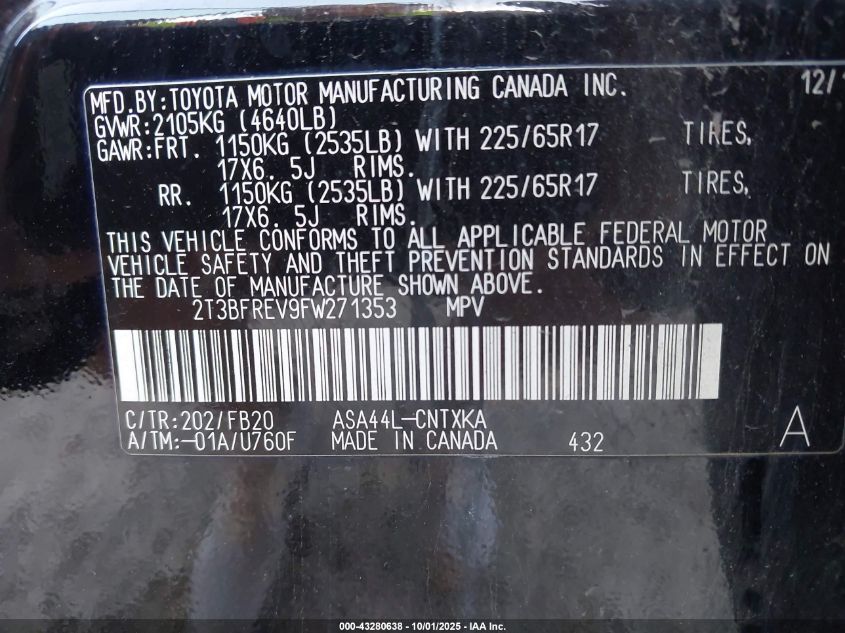 MFD.BY:TOYOTA MOTOR MANUFACTURING CANADA INC. 12/1
GVWR:2105KG (4640LB)
GAWR:FRT. 1150KG (2535LB) WITH 225/65R17 TIRES,
17X6. 5J RIMS.
RR. 1150KG (2535LB) WITH 225/65R17 TIRES,
17X6. 5J RIMS.
THIS VEHICLE CONFORMS TO ALL APPLICABLE FEDERAL MOTOR
VEHICLE SAFETY AND THEFT PREVENTION STANDARDS IN EFFECT ON
THE DATE OF MANUFACTURE SHOWN ABOVE.
2T3BFREV9FW271353 MPV
C/TR:202/FB20 ASA44L-CNTXKA
A/TM:-01A/U760F MADE IN CANADA 432 A
000-43280638 - 10/01/2025 - IAA Inc.